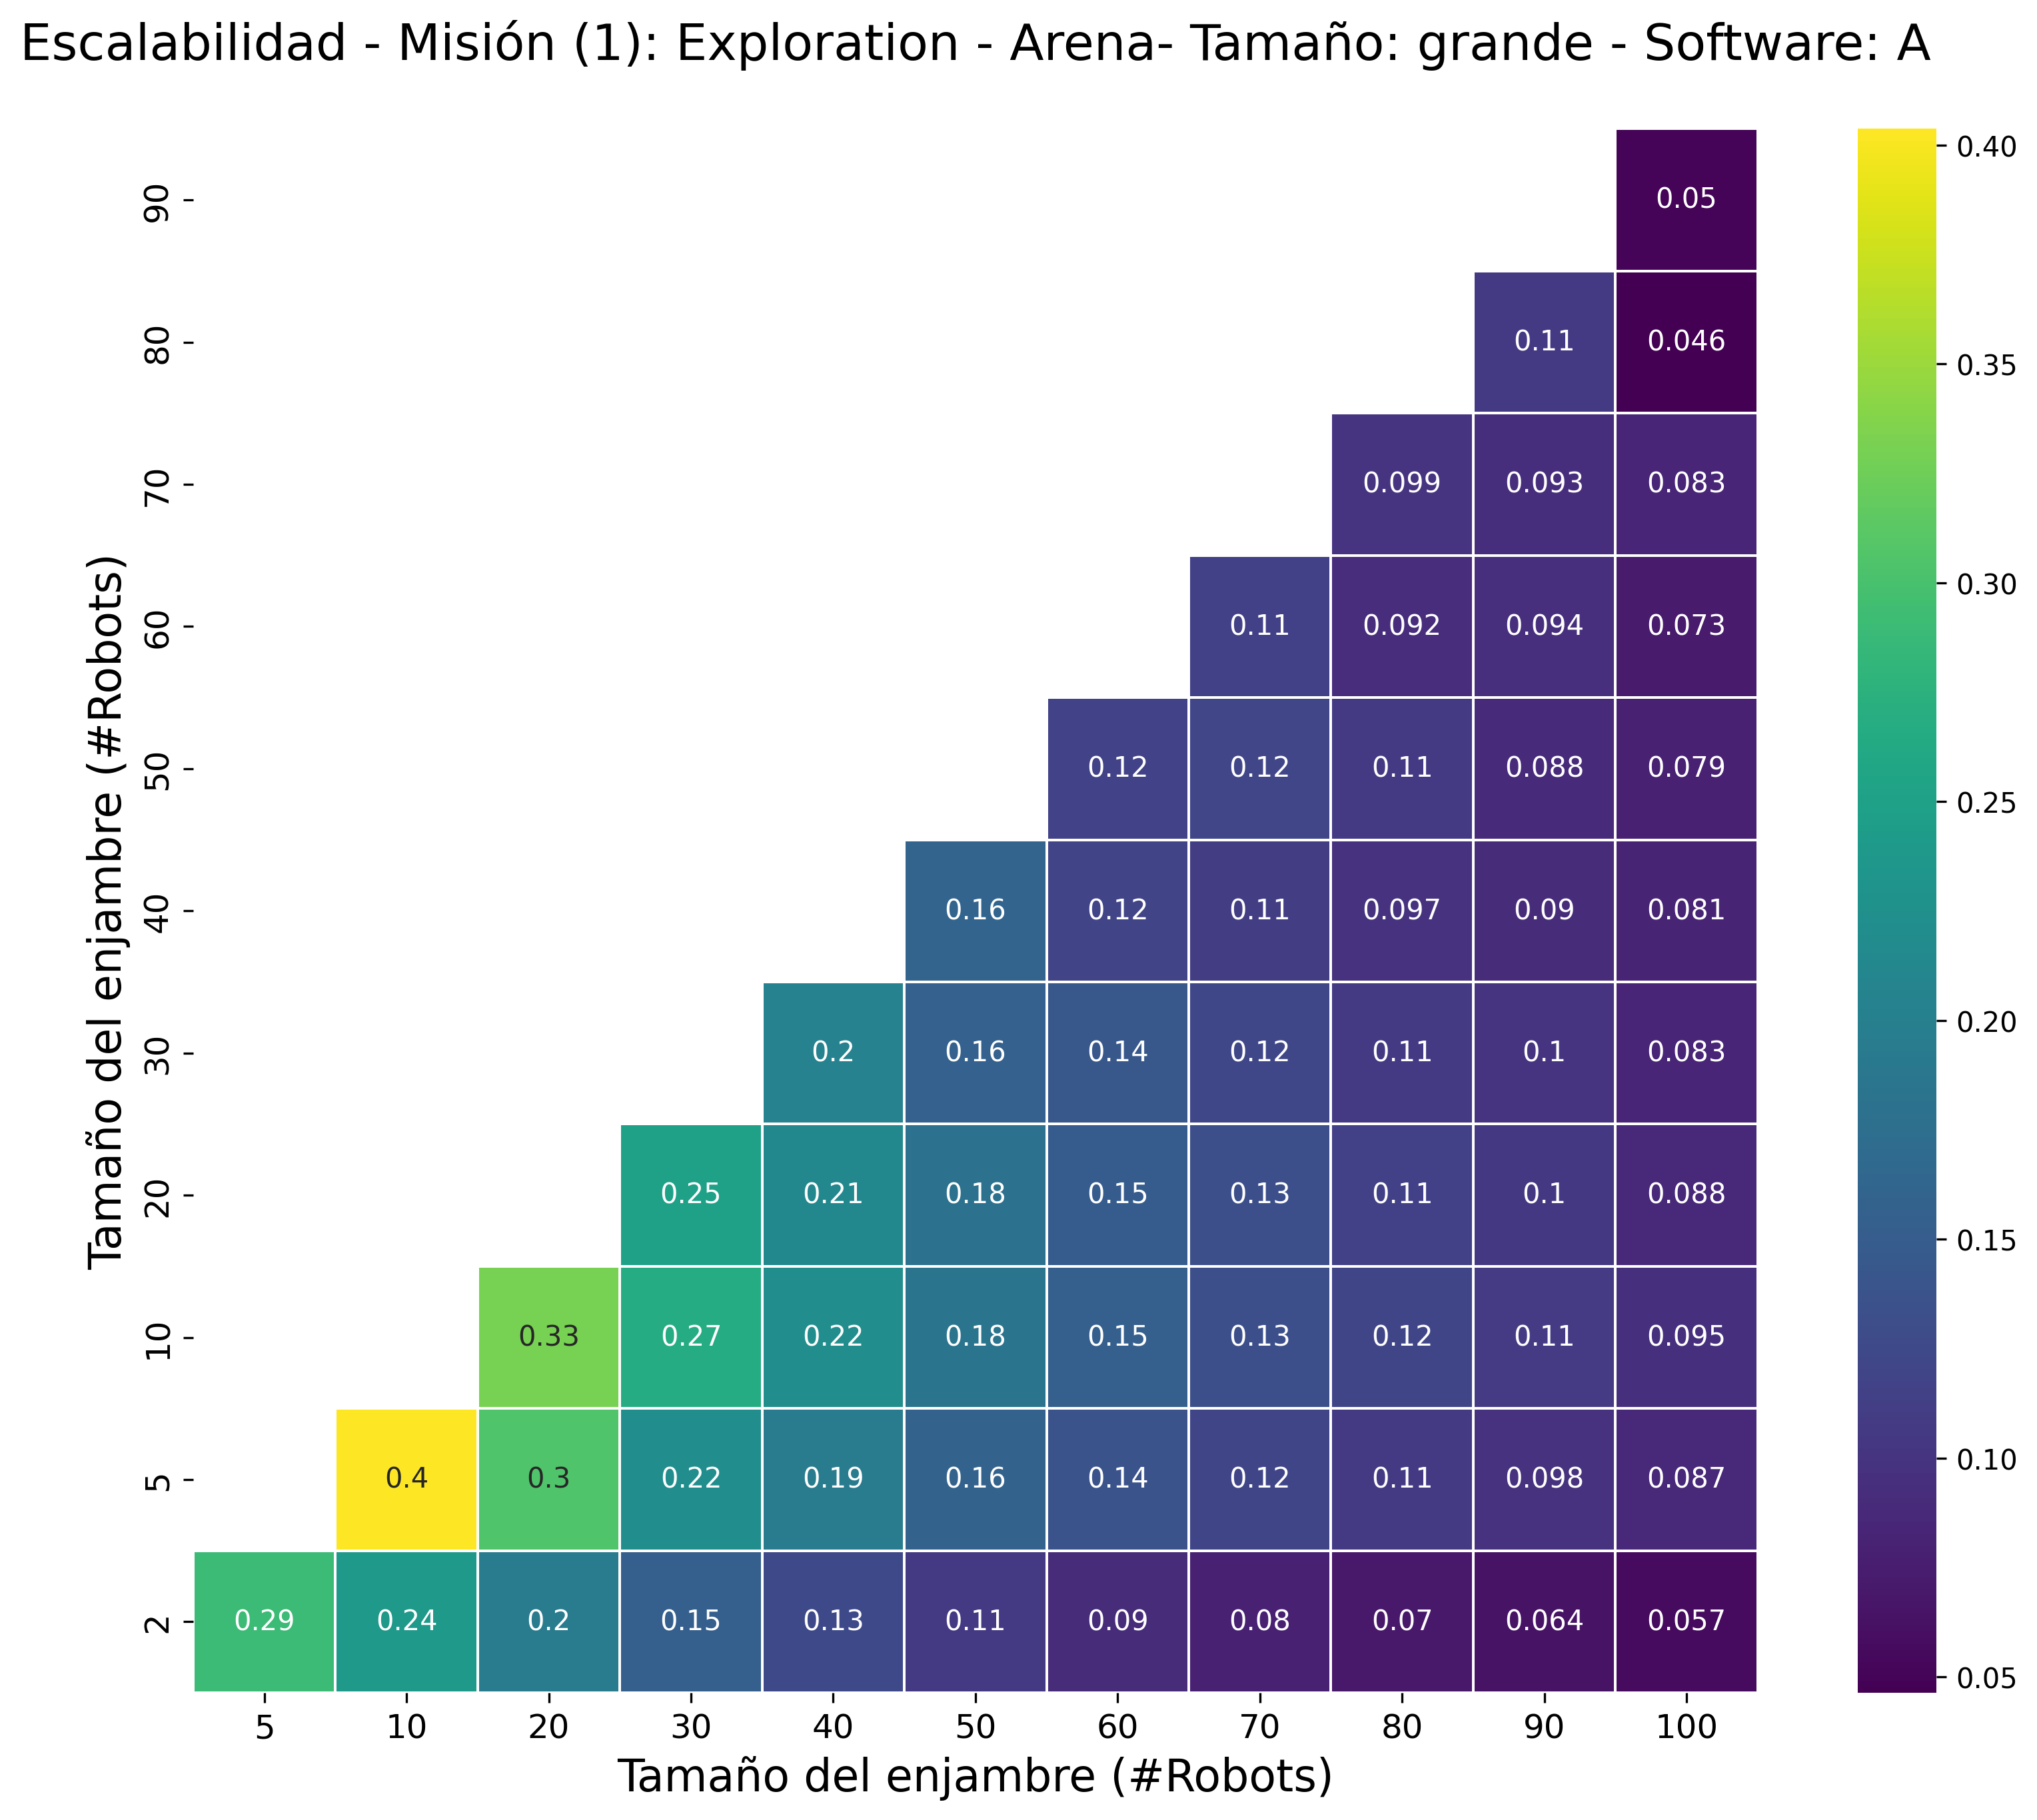 Escalabilidad - Misión (1): Exploration - Arena- Tamaño: grande - Software: A
90 0.05 0.40
80 0.11 0.046 0.35
70 0.099 0.093 0.083
60 0.11 0.092 0.094 0.073 0.30
50 0.12 0.12 0.11 0.088 0.079 0.25
40 0.16 0.12 0.11 0.097 0.09 0.081
30 0.2 0.16 0.14 0.12 0.11 0.1 0.083 0.20
20 0.25 0.21 0.18 0.15 0.13 0.11 0.1 0.088 0.15
10 0.33 0.27 0.22 0.18 0.15 0.13 0.12 0.11 0.095
5 0.4 0.3 0.22 0.19 0.16 0.14 0.12 0.11 0.098 0.087 0.10
2 0.29 0.24 0.2 0.15 0.13 0.11 0.09 0.08 0.07 0.064 0.057 0.05
5 10 20 30 40 50 60 70 80 90 100
Tamaño del enjambre (#Robots)
Tamaño del enjambre (#Robots)